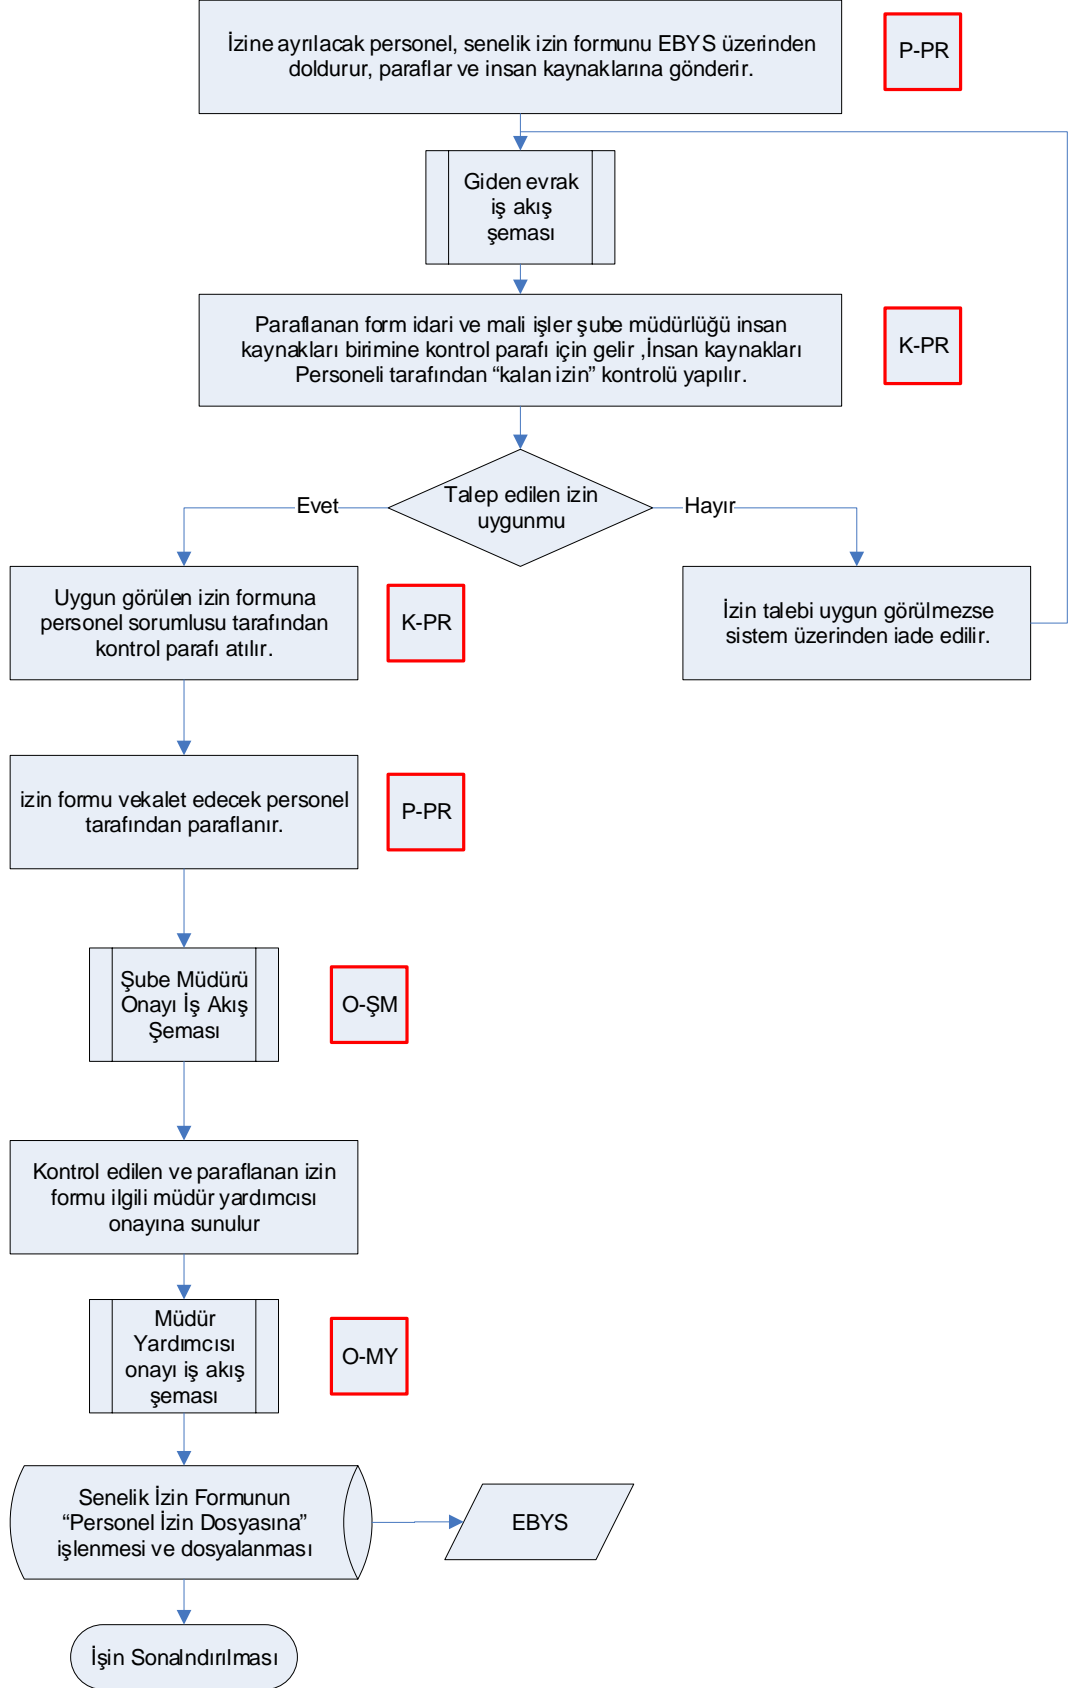 İzine ayrılacak personel, senelik izin formunu EBYS üzerinden
doldurur, paraflar ve insan kaynaklarına gönderir.
P-PR
Giden evrak
iş akış
şeması
Paraflanan form idari ve mali işler şube müdürlüğü insan
kaynakları birimine kontrol parafı için gelir ,İnsan kaynakları
Personeli tarafından “kalan izin” kontrolü yapılır.
K-PR
Talep edilen izin
uygunmu
Evet
Hayır
Uygun görülen izin formuna
personel sorumlusu tarafından
kontrol parafı atılır.
K-PR
İzin talebi uygun görülmezse
sistem üzerinden iade edilir.
izin formu vekalet edecek personel
tarafından paraflanır.
P-PR
Şube Müdürü
Onayı İş Akış
Şeması
O-ŞM
Kontrol edilen ve paraflanan izin
formu ilgili müdür yardımcısı
onayına sunulur
Müdür
Yardımcısı
onayı iş akış
şeması
O-MY
Senelik İzin Formunun
“Personel İzin Dosyasına”
işlenmesi ve dosyalanması
EBYS
İşin Sonalndırılması